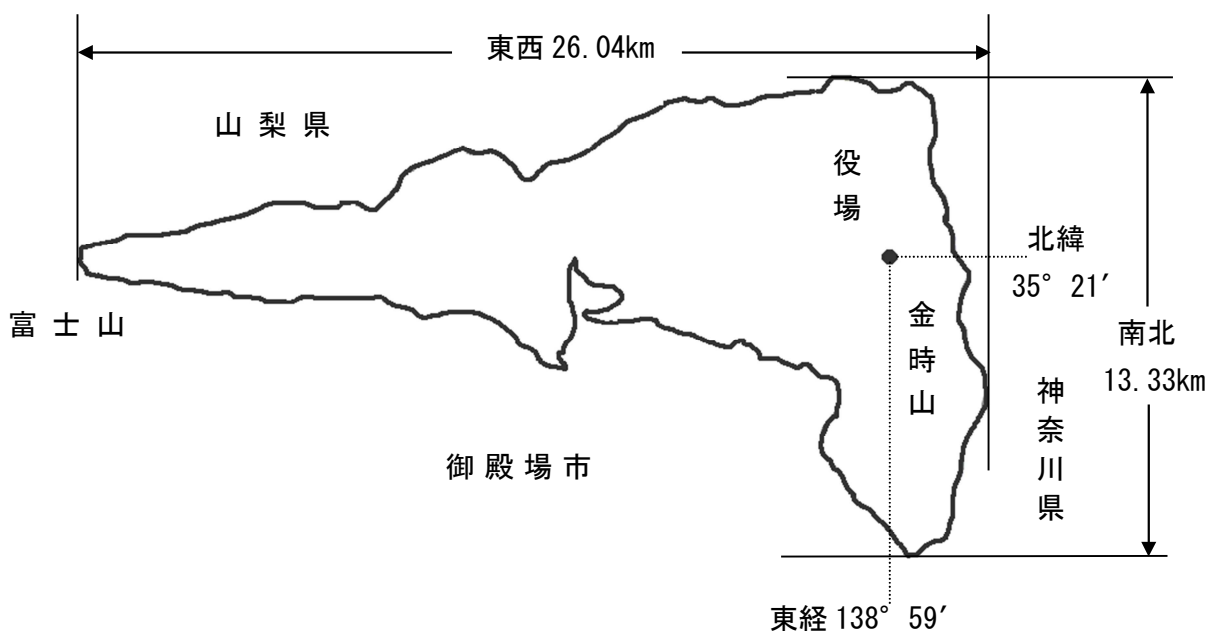 東西 26.04km
山 梨 県
役場
北緯
35° 21′
富 士 山
金時山
南北
13.33km
神奈川県
御 殿 場 市
東経 138° 59′